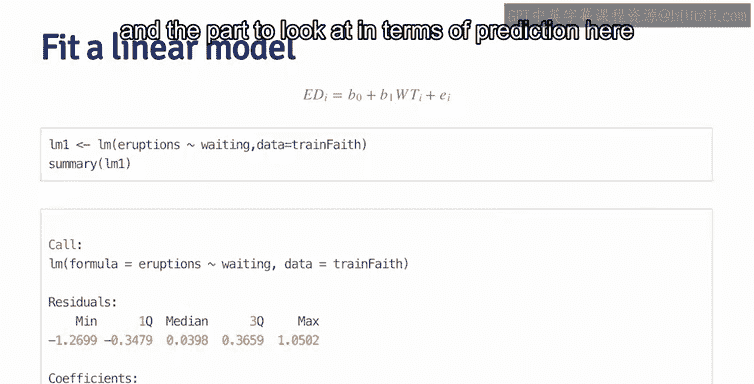 and the part to look at in terms of prediction here
Fit a linear model
EDᵢ = b₀ + b₁WTᵢ + eᵢ
lm1 <- lm(eruptions ~ waiting,data=trainFaith)
summary(lm1)
Call:
lm(formula = eruptions ~ waiting, data = trainFaith)
Residuals:
Min 1Q Median 3Q Max
-1.2699 -0.3479 0.0398 0.3659 1.0502
Coefficients: